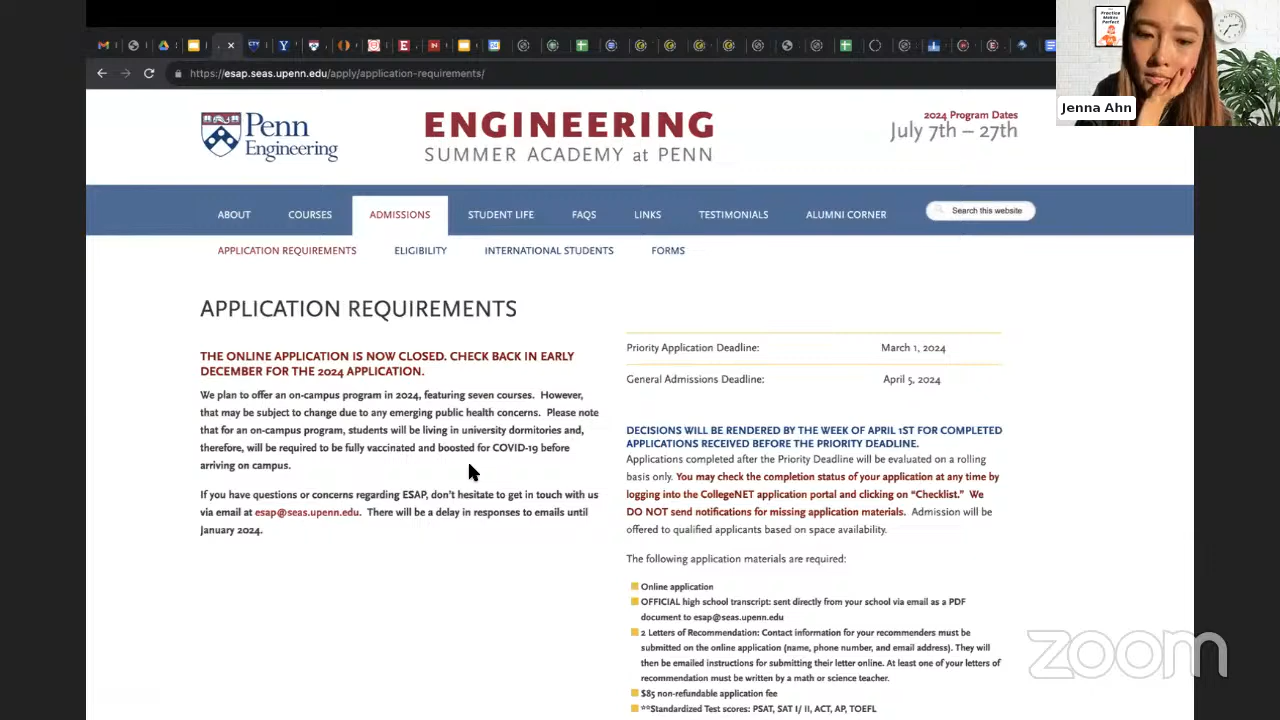 https://esap.seas.upenn.edu/apply/application-requirements/
Practice
Makes
Perfect
Jenna Ahn
Penn
Engineering
ENGINEERING
SUMMER ACADEMY at PENN
2024 Program Dates
July 7th – 27th
ABOUT
COURSES
ADMISSIONS
STUDENT LIFE
FAQS
LINKS
TESTIMONIALS
ALUMNI CORNER
Search this website
APPLICATION REQUIREMENTS
ELIGIBILITY
INTERNATIONAL STUDENTS
FORMS
APPLICATION REQUIREMENTS
THE ONLINE APPLICATION IS NOW CLOSED. CHECK BACK IN EARLY
DECEMBER FOR THE 2024 APPLICATION.
We plan to offer an on-campus program in 2024, featuring seven courses. However,
that may be subject to change due to any emerging public health concerns. Please note
that for an on-campus program, students will be living in university dormitories and,
therefore, will be required to be fully vaccinated and boosted for COVID-19 before
arriving on campus.
If you have questions or concerns regarding ESAP, don't hesitate to get in touch with us
via email at esap@seas.upenn.edu. There will be a delay in responses to emails until
January 2024.
Priority Application Deadline: March 1, 2024
General Admissions Deadline: April 5, 2024
DECISIONS WILL BE RENDERED BY THE WEEK OF APRIL 1ST FOR COMPLETED
APPLICATIONS RECEIVED BEFORE THE PRIORITY DEADLINE.
Applications completed after the Priority Deadline will be evaluated on a rolling
basis only. You may check the completion status of your application at any time by
logging into the CollegeNET application portal and clicking on "Checklist." We
DO NOT send notifications for missing application materials. Admission will be
offered to qualified applicants based on space availability.
The following application materials are required:
Online application
OFFICIAL high school transcript: sent directly from your school via email as a PDF
document to esap@seas.upenn.edu
2 Letters of Recommendation: Contact information for your recommenders must be
submitted on the online application (name, phone number, and email address). They will
then be emailed instructions for submitting their letter online. At least one of your letters of
recommendation must be written by a math or science teacher.
$85 non-refundable application fee
**Standardized Test scores: PSAT, SAT I/ II, ACT, AP, TOEFL
zoom